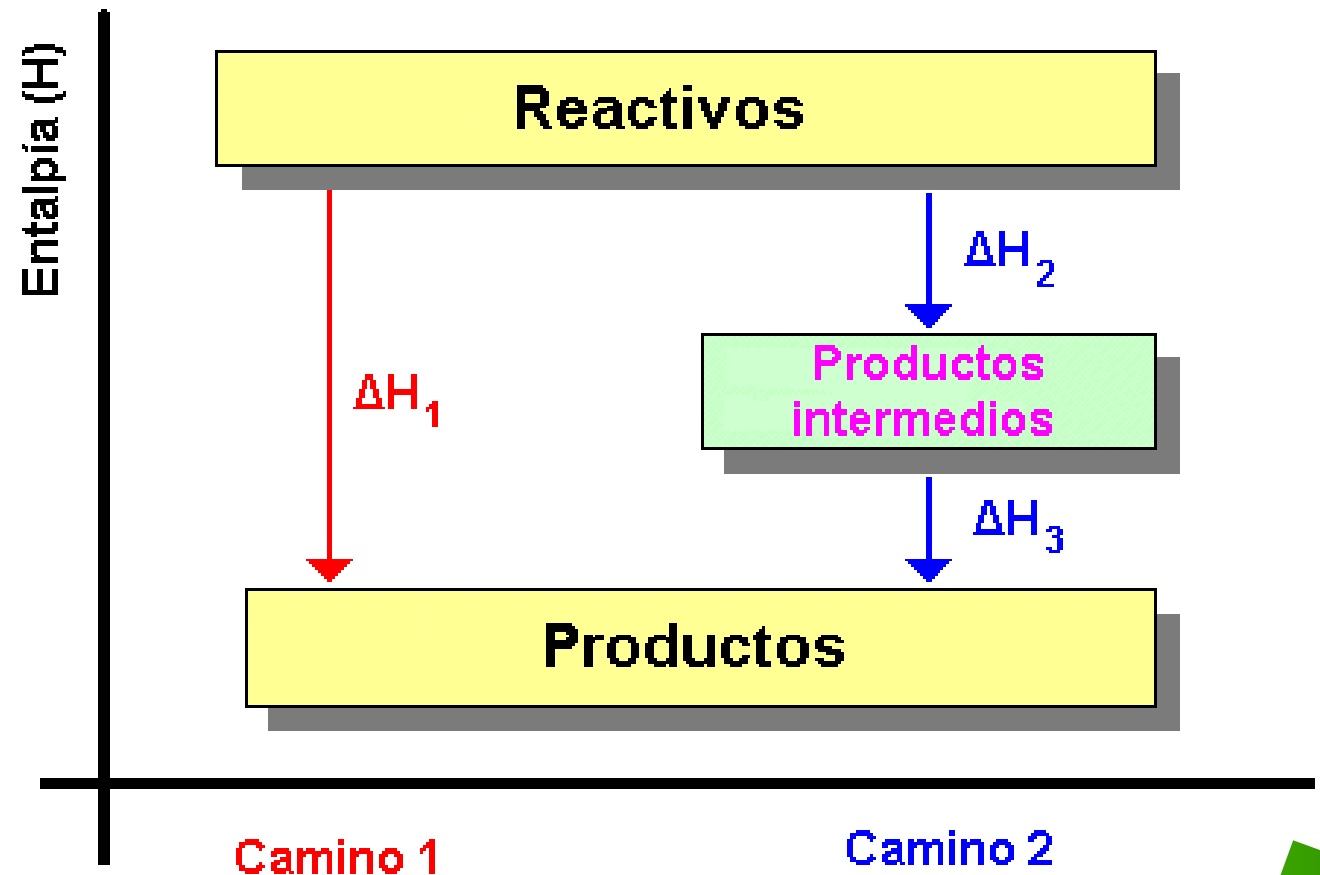 Entalpía (H)
Reactivos
ΔH₂
Productos
intermedios
ΔH₁
ΔH₃
Productos
Camino 1
Camino 2